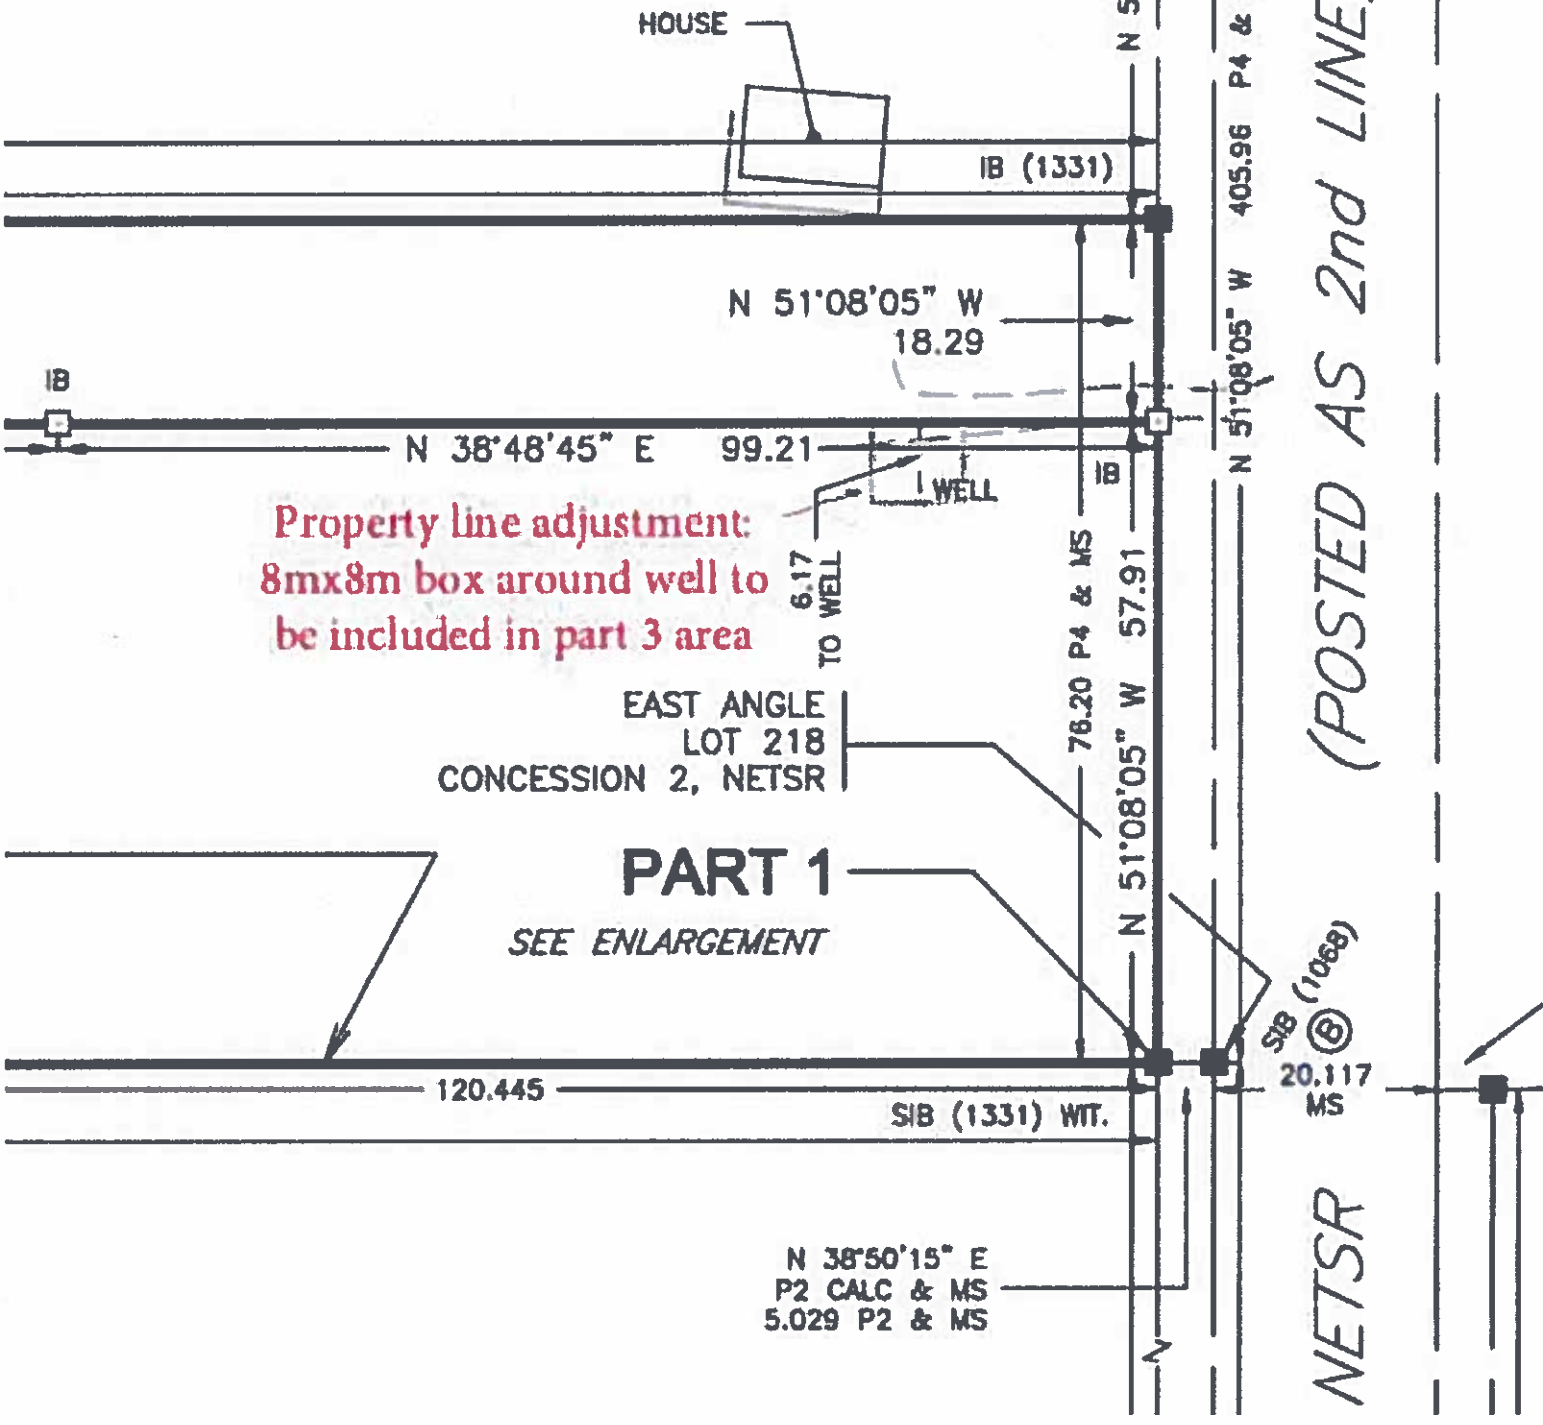 HOUSE
N 5
405.96 P4 &
(POSTED AS 2nd LINE)
IB (1331)
N 51°08'05" W
18.29
N 51°08'05" W
IB
N 38°48'45" E 99.21
IB
WELL
Property line adjustment:
8mx8m box around well to
be included in part 3 area
6.17
TO WELL
76.20 P4 & MS
N 51°08'05" W 57.91
EAST ANGLE
LOT 218
CONCESSION 2, NETSR
PART 1
SEE ENLARGEMENT
SIB (1068)
B
20.117
MS
120.445
SIB (1331) WIT.
N 38°50'15" E
P2 CALC & MS
5.029 P2 & MS
NETSR